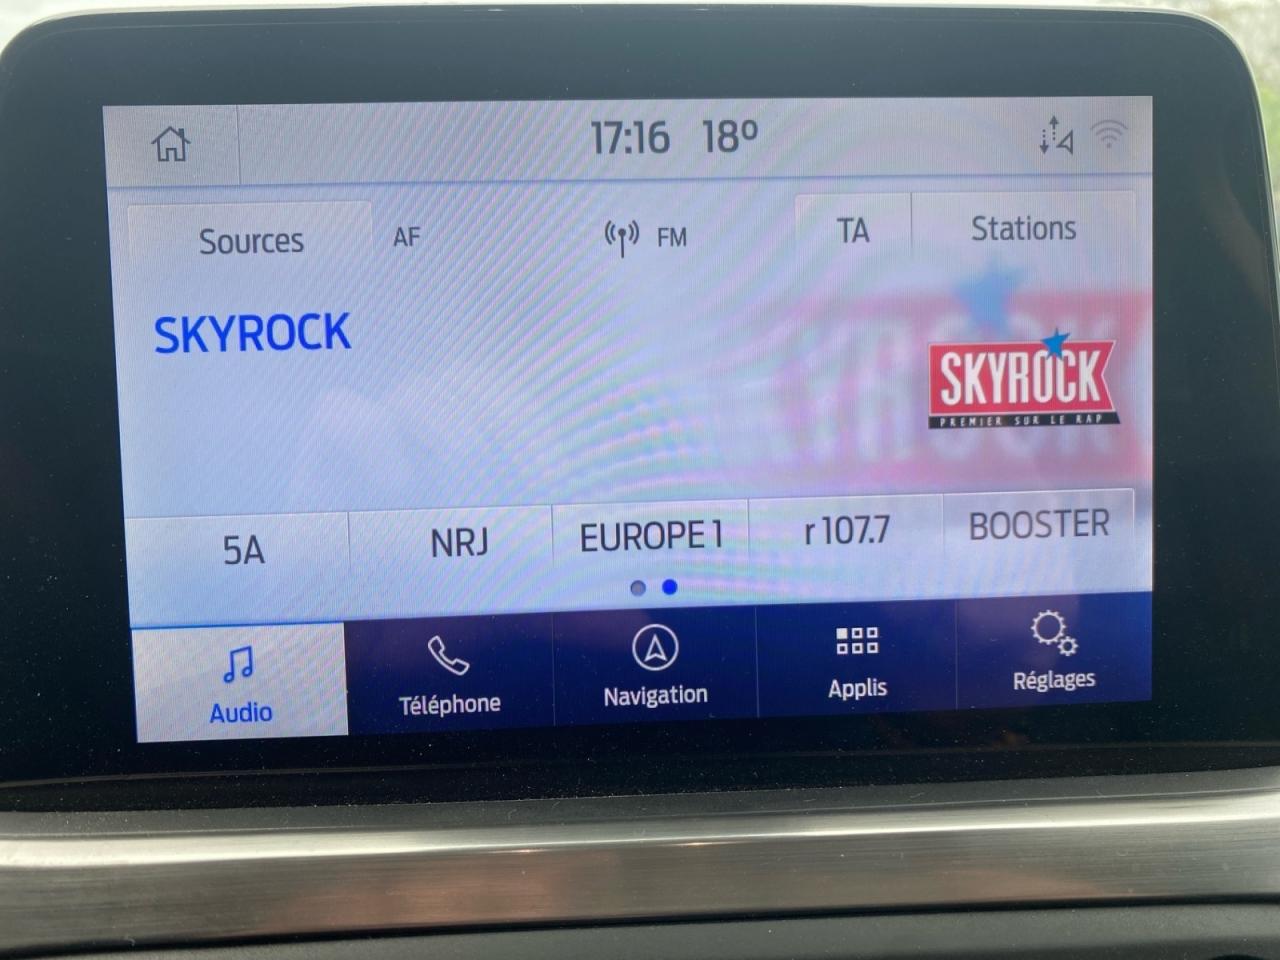 17:16 18º
Sources AF FM TA Stations
SKYROCK
SKYROCK
PREMIER SUR LE RAP
5A NRJ EUROPE 1 r 107.7 BOOSTER
Audio Téléphone Navigation Applis Réglages